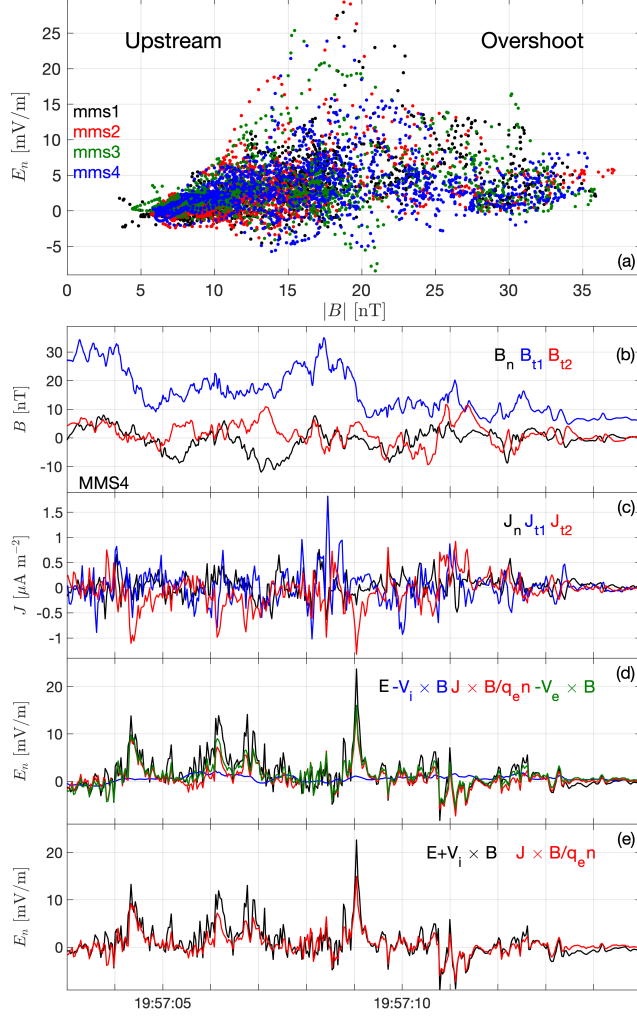 Upstream
Overshoot
mms1
mms2
mms3
mms4
25
20
15
10
5
0
-5
E_n [mV/m]
(a)
0 5 10 15 20 25 30 35
|B| [nT]
B_n B_t1 B_t2
(b)
30
20
10
0
-10
B [nT]
MMS4
(c)
J_n J_t1 J_t2
1.5
1
0.5
0
-0.5
-1
J [μA m⁻²]
(d)
E -V_i × B J × B/q_e n -V_e × B
20
10
0
E_n [mV/m]
(e)
E+V_i × B J × B/q_e n
20
10
0
E_n [mV/m]
19:57:05 19:57:10